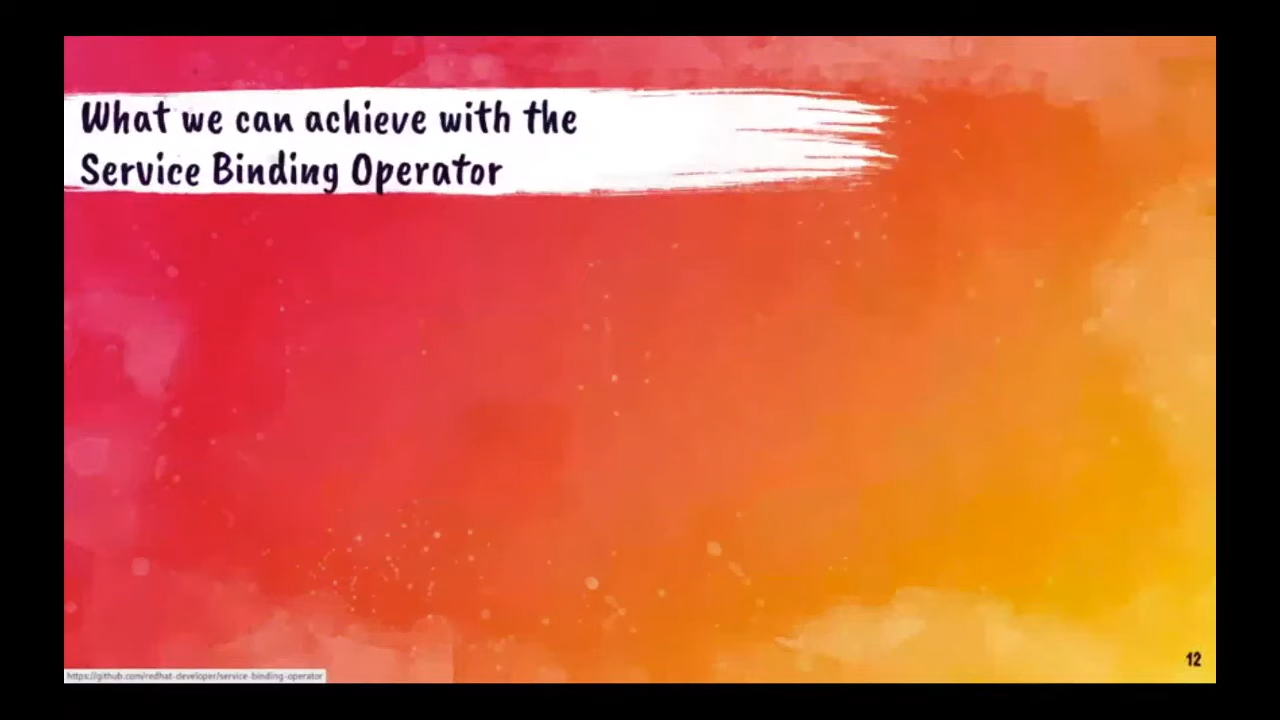 What we can achieve with the
Service Binding Operator
12
https://github.com/redhat-developer/service-binding-operator